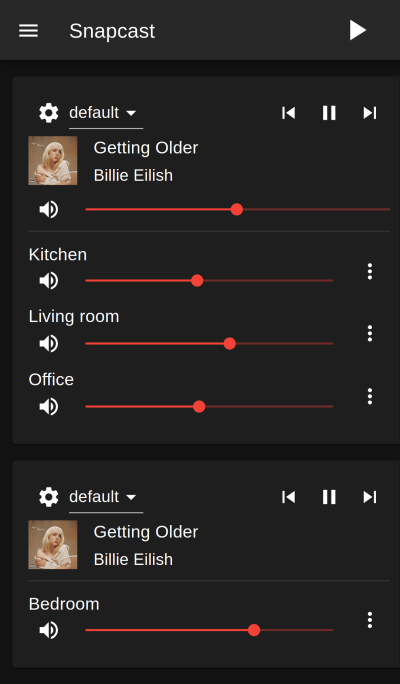 Snapcast
default
Getting Older
Billie Eilish
Kitchen
Living room
Office
default
Getting Older
Billie Eilish
Bedroom